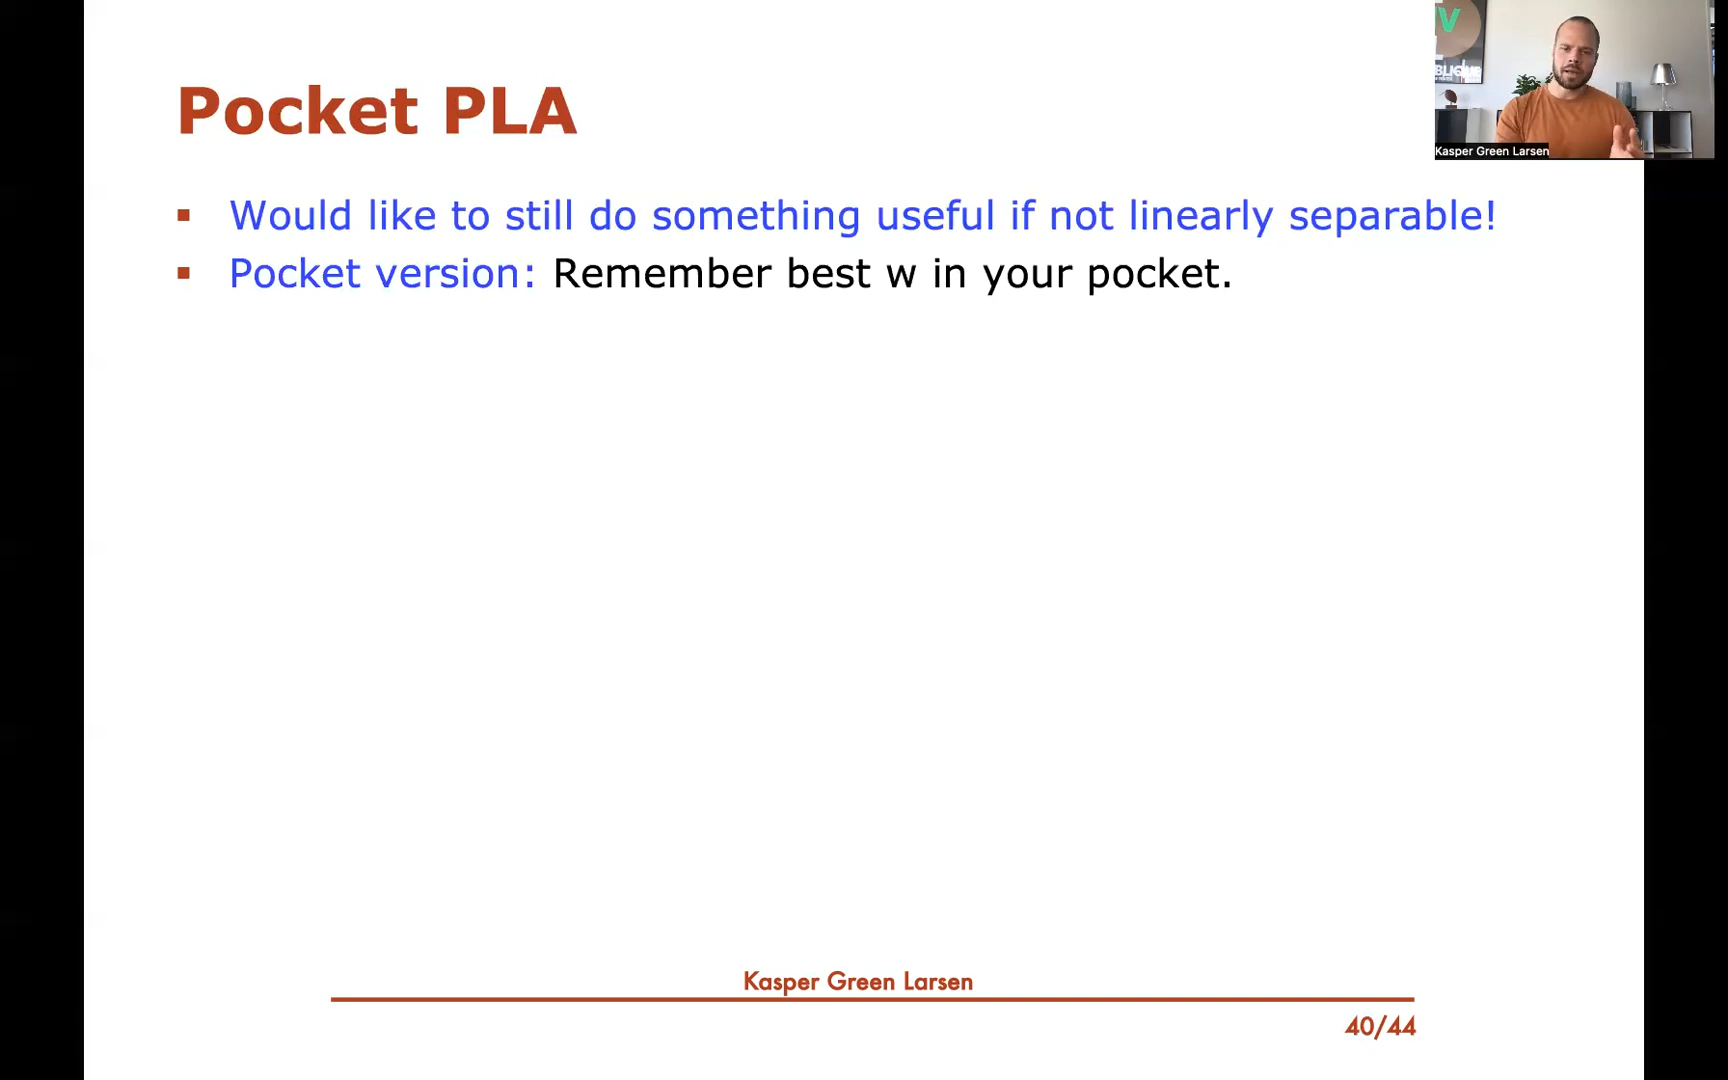 Pocket PLA
▪ Would like to still do something useful if not linearly separable!
▪ Pocket version: Remember best w in your pocket.
Kasper Green Larsen
Kasper Green Larsen
40/44